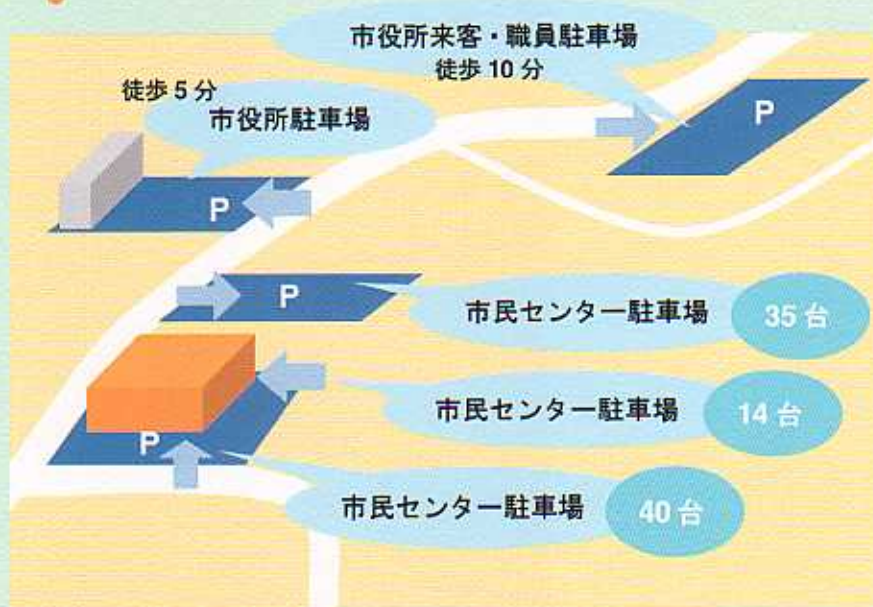 市役所来客・職員駐車場
徒歩 10 分
徒歩 5 分
市役所駐車場
P
P
P
市民センター駐車場
35 台
市民センター駐車場
14 台
P
市民センター駐車場
40 台